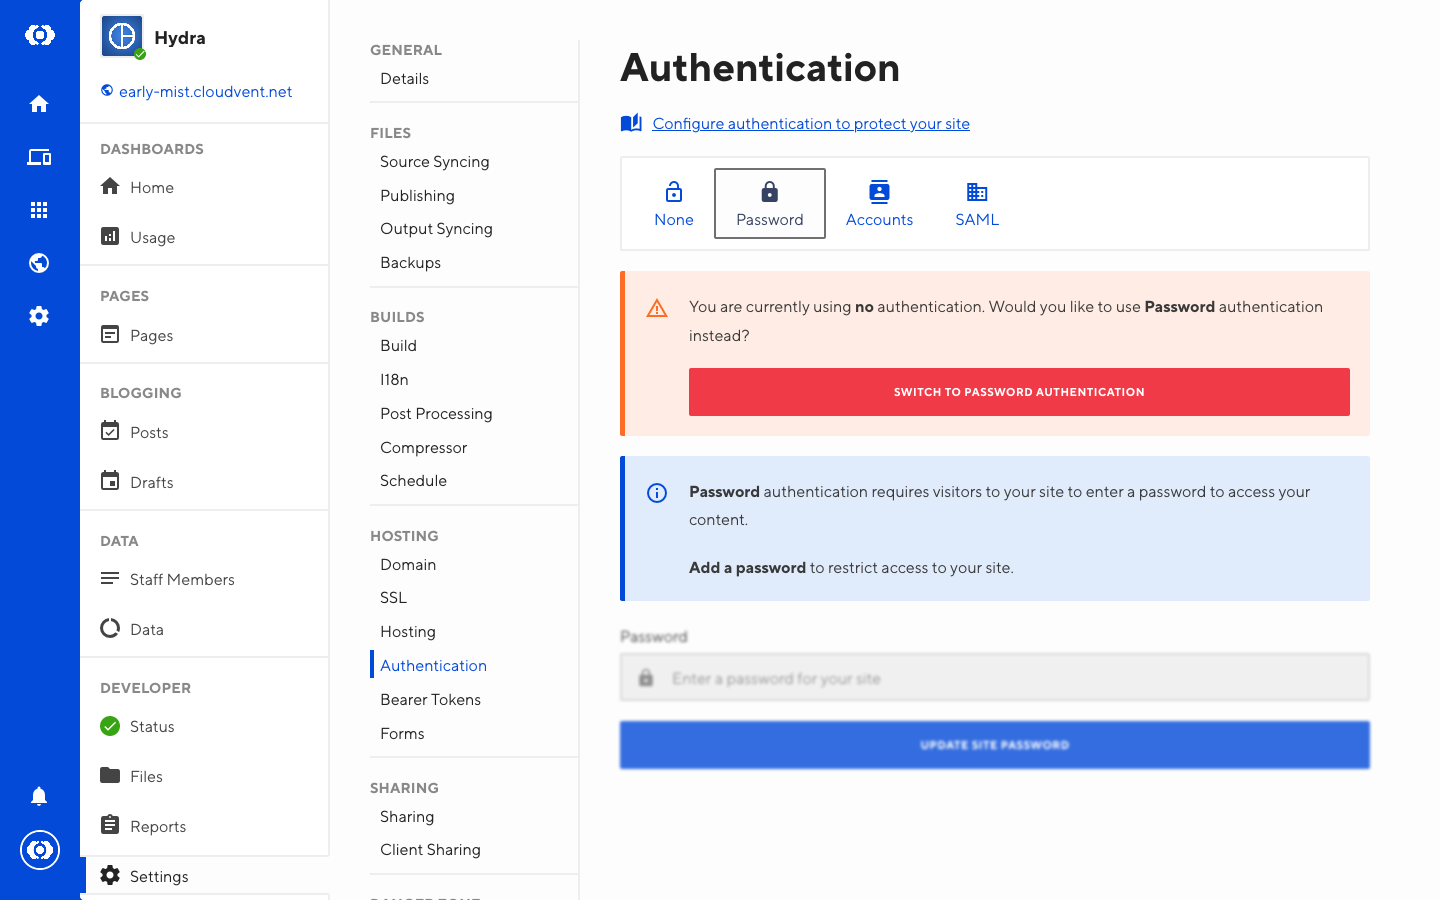 Hydra
early-mist.cloudvent.net
DASHBOARDS
Home
Usage
PAGES
Pages
BLOGGING
Posts
Drafts
DATA
Staff Members
Data
DEVELOPER
Status
Files
Reports
Settings
GENERAL
Details
FILES
Source Syncing
Publishing
Output Syncing
Backups
BUILDS
Build
I18n
Post Processing
Compressor
Schedule
HOSTING
Domain
SSL
Hosting
Authentication
Bearer Tokens
Forms
SHARING
Sharing
Client Sharing
Authentication
Configure authentication to protect your site
None
Password
Accounts
SAML
You are currently using no authentication. Would you like to use Password authentication
instead?
SWITCH TO PASSWORD AUTHENTICATION
Password authentication requires visitors to your site to enter a password to access your
content.
Add a password to restrict access to your site.
Password
Enter a password for your site
UPDATE SITE PASSWORD